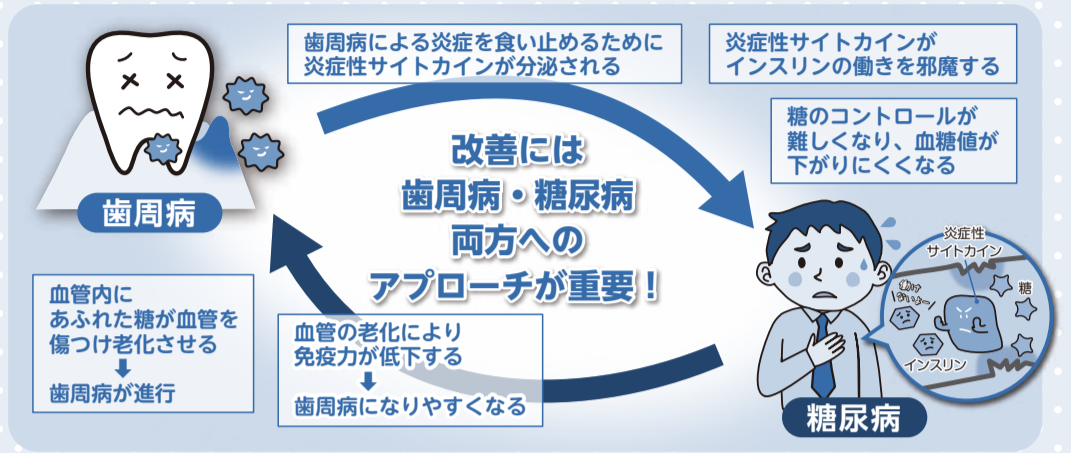 歯周病による炎症を食い止めるために
炎症性サイトカインが分泌される
炎症性サイトカインが
インスリンの働きを邪魔する
糖のコントロールが
難しくなり、血糖値が
下がりにくくなる
改善には
歯周病・糖尿病
両方への
アプローチが重要!
歯周病
炎症性
サイトカイン
糖
働け
ないよー
インスリン
糖尿病
血管の老化により
免疫力が低下する
歯周病になりやすくなる
血管内に
あふれた糖が血管を
傷つけ老化させる
歯周病が進行